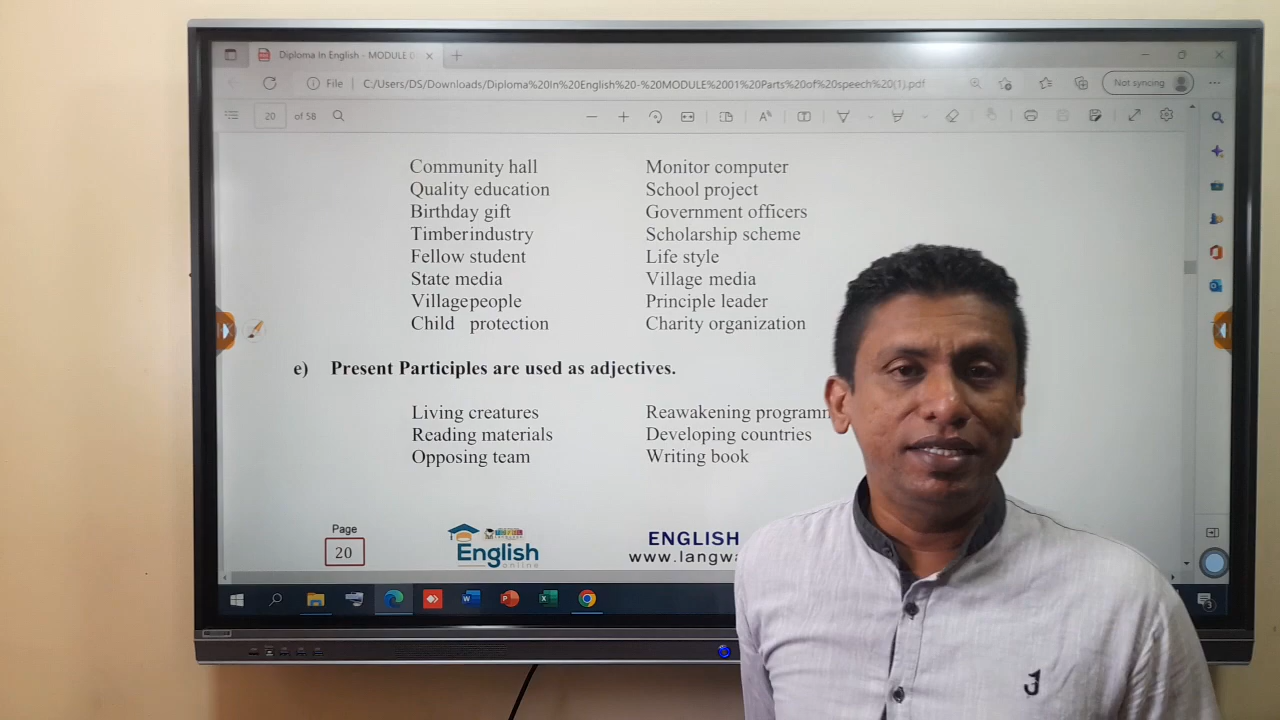 Diploma In English - MODULE 0
File C:/Users/DS/Downloads/Diploma%20In%20English%20-%20MODULE%2001%20Parts%20of%20speech%20(1).pdf Not syncing
20 of 58
Community hall Monitor computer
Quality education School project
Birthday gift Government officers
Timberindustry Scholarship scheme
Fellow student Life style
State media Village media
Villagepeople Principle leader
Child protection Charity organization
e) Present Participles are used as adjectives.
Living creatures Reawakening programm
Reading materials Developing countries
Opposing team Writing book
Page
20
English
online
ENGLISH
www.langwa